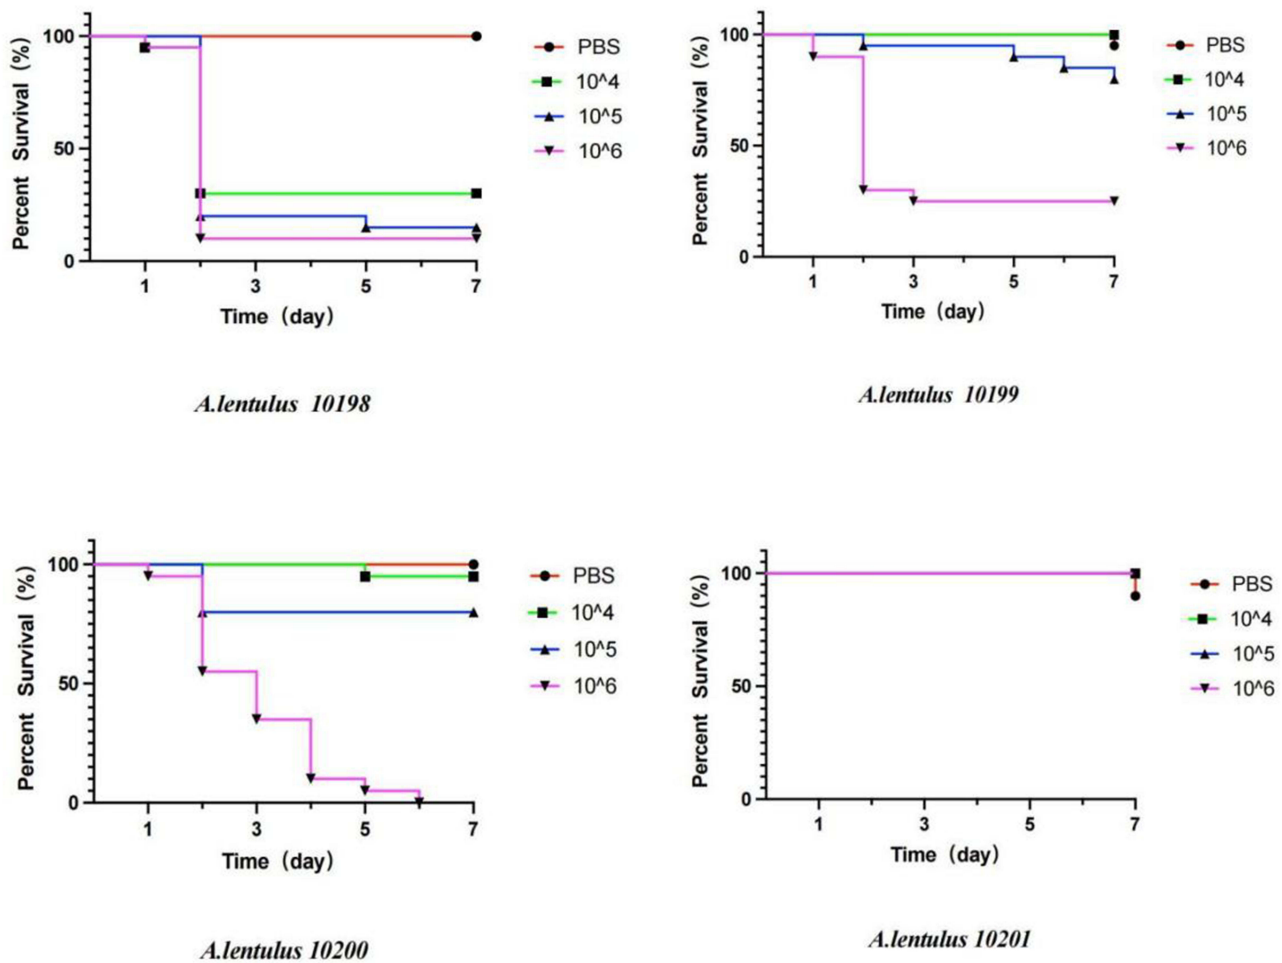 100
50
0
Percent Survival (%)
1 3 5 7
Time (day)
PBS
10^4
10^5
10^6
A.lentulus 10198
100
50
0
Percent Survival (%)
1 3 5 7
Time (day)
PBS
10^4
10^5
10^6
A.lentulus 10199
100
50
0
Percent Survival (%)
1 3 5 7
Time (day)
PBS
10^4
10^5
10^6
A.lentulus 10200
100
50
0
Percent Survival (%)
1 3 5 7
Time (day)
PBS
10^4
10^5
10^6
A.lentulus 10201